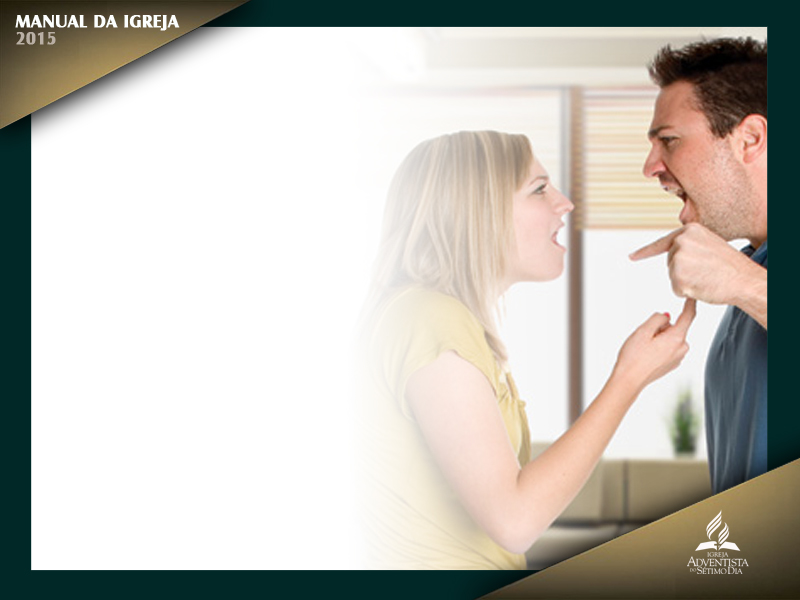 MANUAL DA IGREJA
2015
IGREJA
ADVENTISTA
DO SÉTIMO DIA